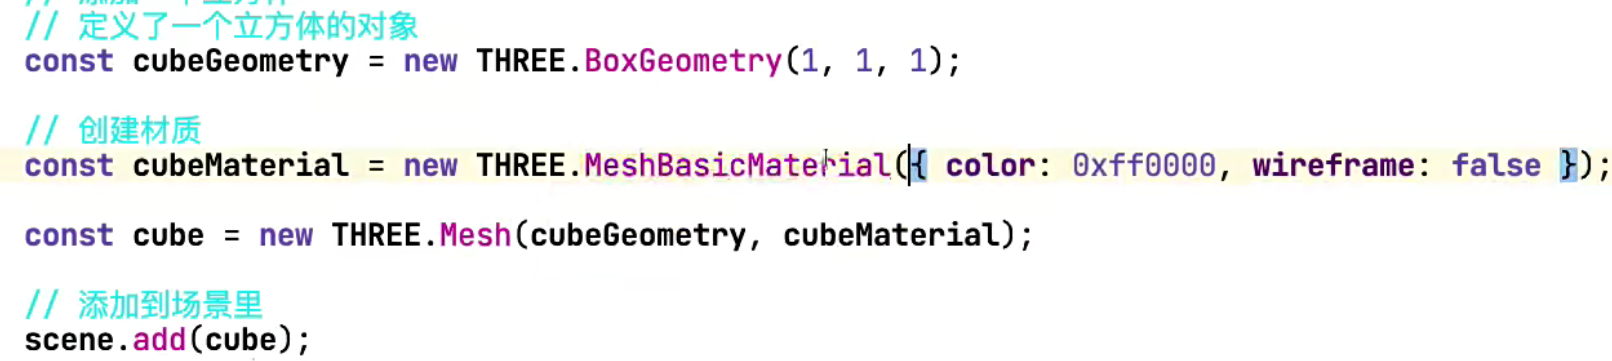 // 定义了一个立方体的对象
const cubeGeometry = new THREE.BoxGeometry(1, 1, 1);
// 创建材质
const cubeMaterial = new THREE.MeshBasicMaterial({ color: 0xff0000, wireframe: false });
const cube = new THREE.Mesh(cubeGeometry, cubeMaterial);
// 添加到场景里
scene.add(cube);